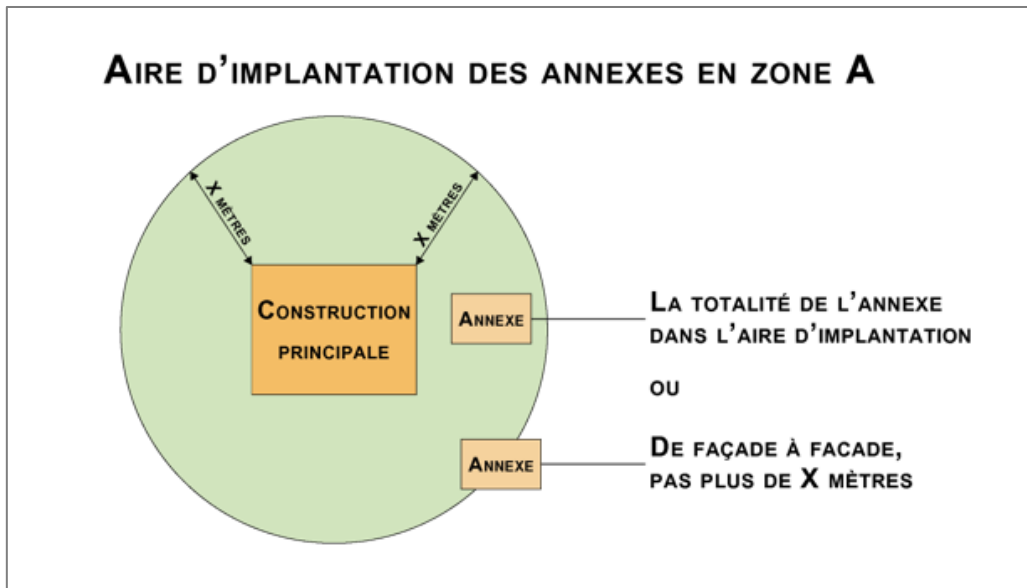 AIRE D’IMPLANTATION DES ANNEXES EN ZONE A
X MÈTRES
X MÈTRES
CONSTRUCTION
PRINCIPALE
ANNEXE
LA TOTALITÉ DE L’ANNEXE
DANS L’AIRE D’IMPLANTATION
OU
ANNEXE
DE FAÇADE À FACADE,
PAS PLUS DE X MÈTRES